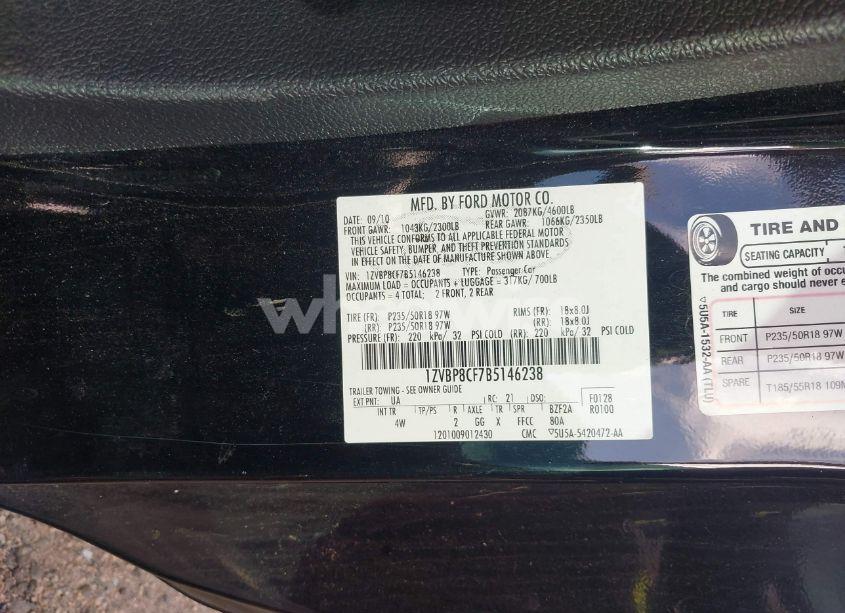 MFD. BY FORD MOTOR CO.
DATE: 09/10 GVWR: 2087KG/4600LB
FRONT GAWR: 1043KG/2300LB REAR GAWR: 1066KG/2350LB
THIS VEHICLE CONFORMS TO ALL APPLICABLE FEDERAL MOTOR
VEHICLE SAFETY, BUMPER, AND THEFT PREVENTION STANDARDS
IN EFFECT ON THE DATE OF MANUFACTURE SHOWN ABOVE.
VIN: 1ZVBP8CF7B5146238 TYPE: Passenger Car
MAXIMUM LOAD = OCCUPANTS + LUGGAGE = 317KG/700LB
OCCUPANTS = 4 TOTAL; 2 FRONT, 2 REAR
TIRE (FR): P235/50R18 97W RIMS (FR): 18x8.0J
(RR): P235/50R18 97W (RR): 18x8.0J
PRESSURE (FR): 220 kPa/ 32 PSI COLD (RR): 220 kPa/ 32 PSI COLD
1ZVBP8CF7B5146238
TRAILER TOWING - SEE OWNER GUIDE
EXT PNT: UA RC: 21 DSO: F0128
INT TR TP/PS R AXLE TR SPR BZF2A R0100
4W 2 GG X FFCC 80A
1201009012430 CMC ▽5U5A-5420472-AA
TIRE AND
SEATING CAPACITY
The combined weight of occu
and cargo should never e
TIRE SIZE
FRONT P235/50R18 97W
REAR P235/50R18 97W
SPARE T185/55R18 109M
▽5U5A-1532-AA (TLU)